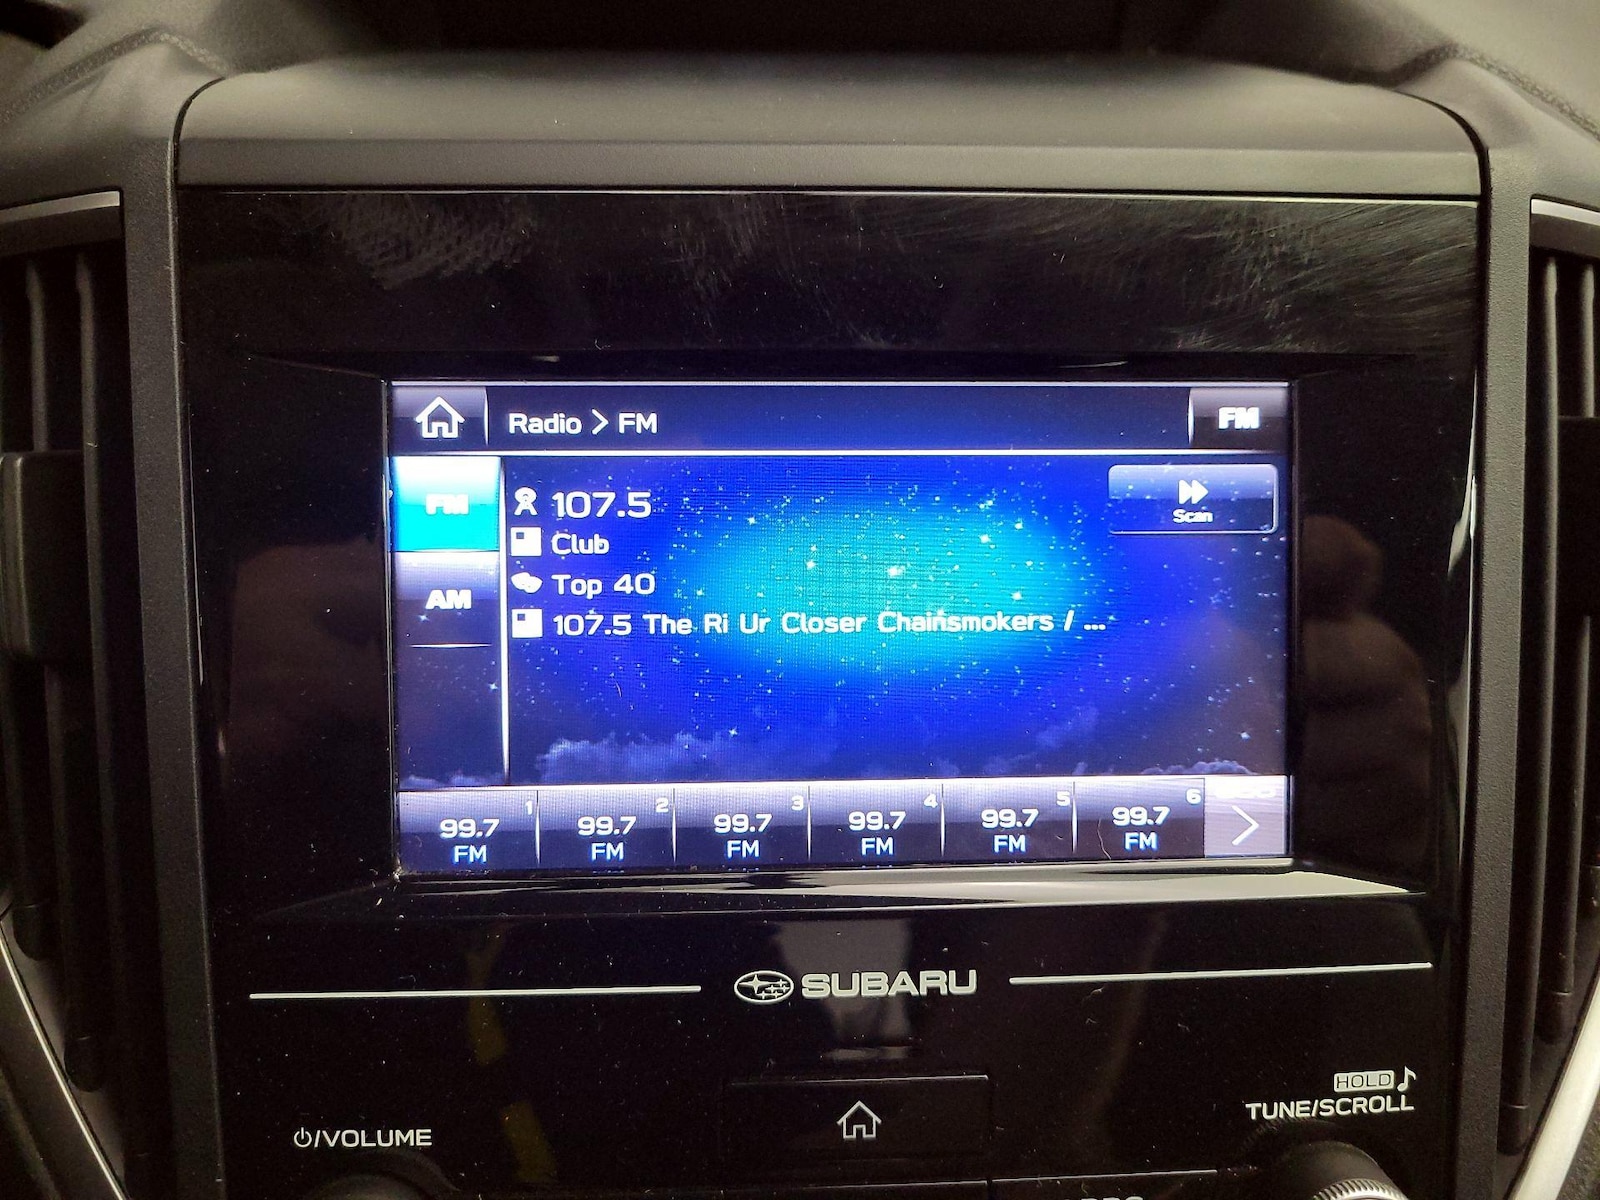 Radio > FM
FM
FM
107.5
Scan
Club
AM
Top 40
107.5 The Ri Ur Closer Chainsmokers / ...
1 2 3 4 5 6
99.7 99.7 99.7 99.7 99.7 99.7
FM FM FM FM FM FM
SUBARU
HOLD
TUNE/SCROLL
/VOLUME